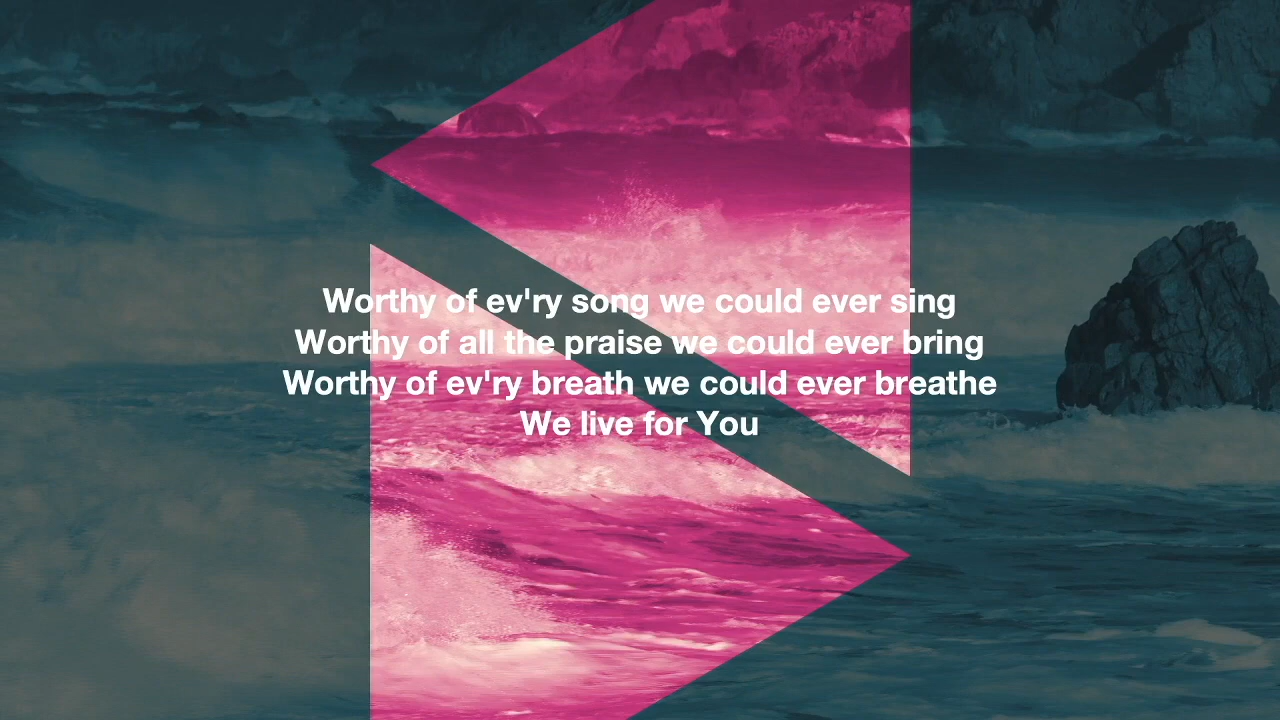 Worthy of ev'ry song we could ever sing
Worthy of all the praise we could ever bring
Worthy of ev'ry breath we could ever breathe
We live for You